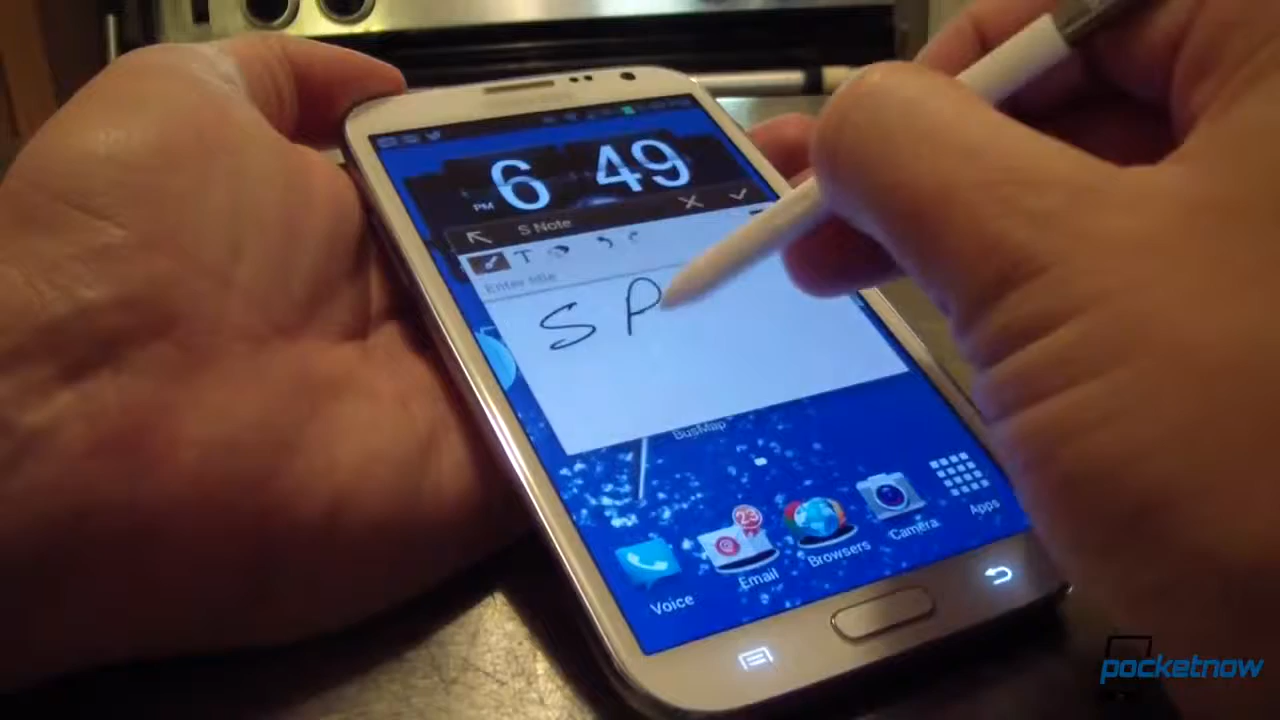 PM 6 49
S Note
T
Enter title
S P
BusMap
23
Voice Email Browsers Camera Apps
pocketnow